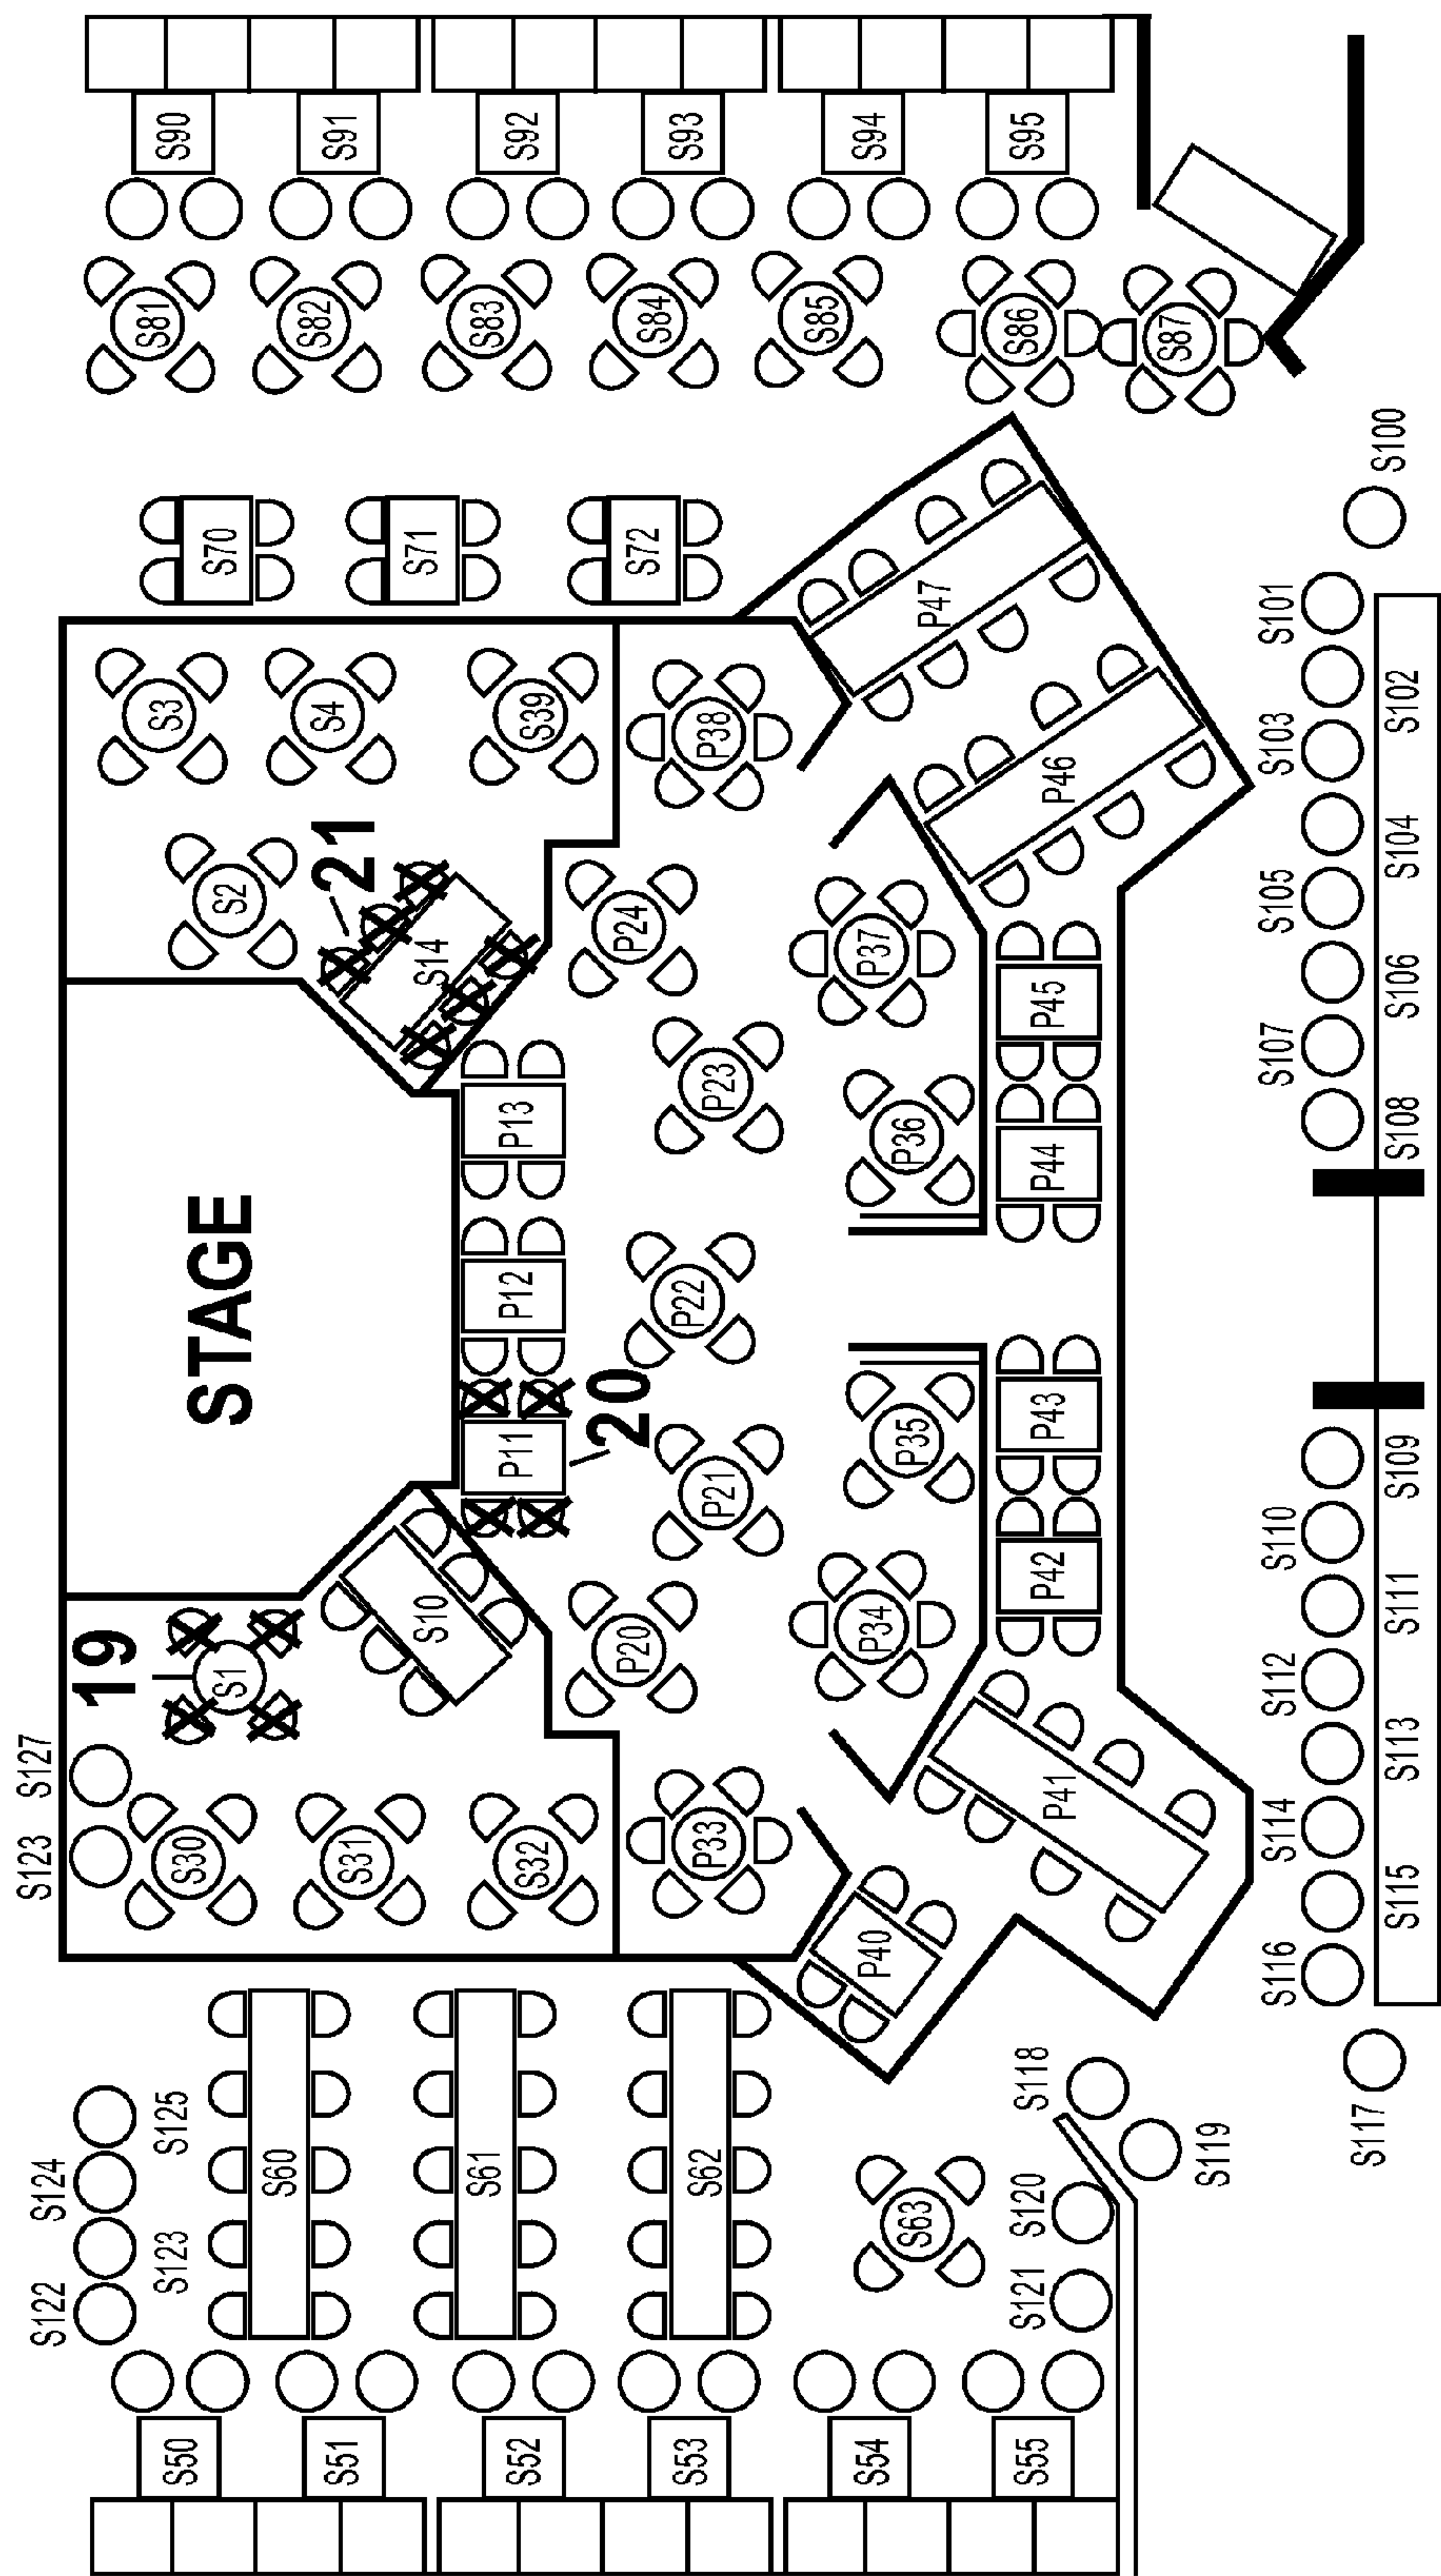 S90
S91
S92
S93
S94
S95
S81
S82
S83
S84
S85
S86
S87
S100
S70
S71
S72
S101
S102
S103
S104
S105
S106
S107
S108
P47
P46
S3
S4
S39
P38
S2
21
S14
P24
P37
P45
P13
P23
P36
P44
STAGE
P12
P22
20
P11
P21
P35
P43
P42
19
S1
S10
P20
P34
P41
S127
S123
S30
S31
S32
P33
P40
S109
S110
S111
S112
S113
S114
S115
S116
S117
S118
S119
S120
S121
S63
S124
S125
S122
S123
S60
S61
S62
S50
S51
S52
S53
S54
S55